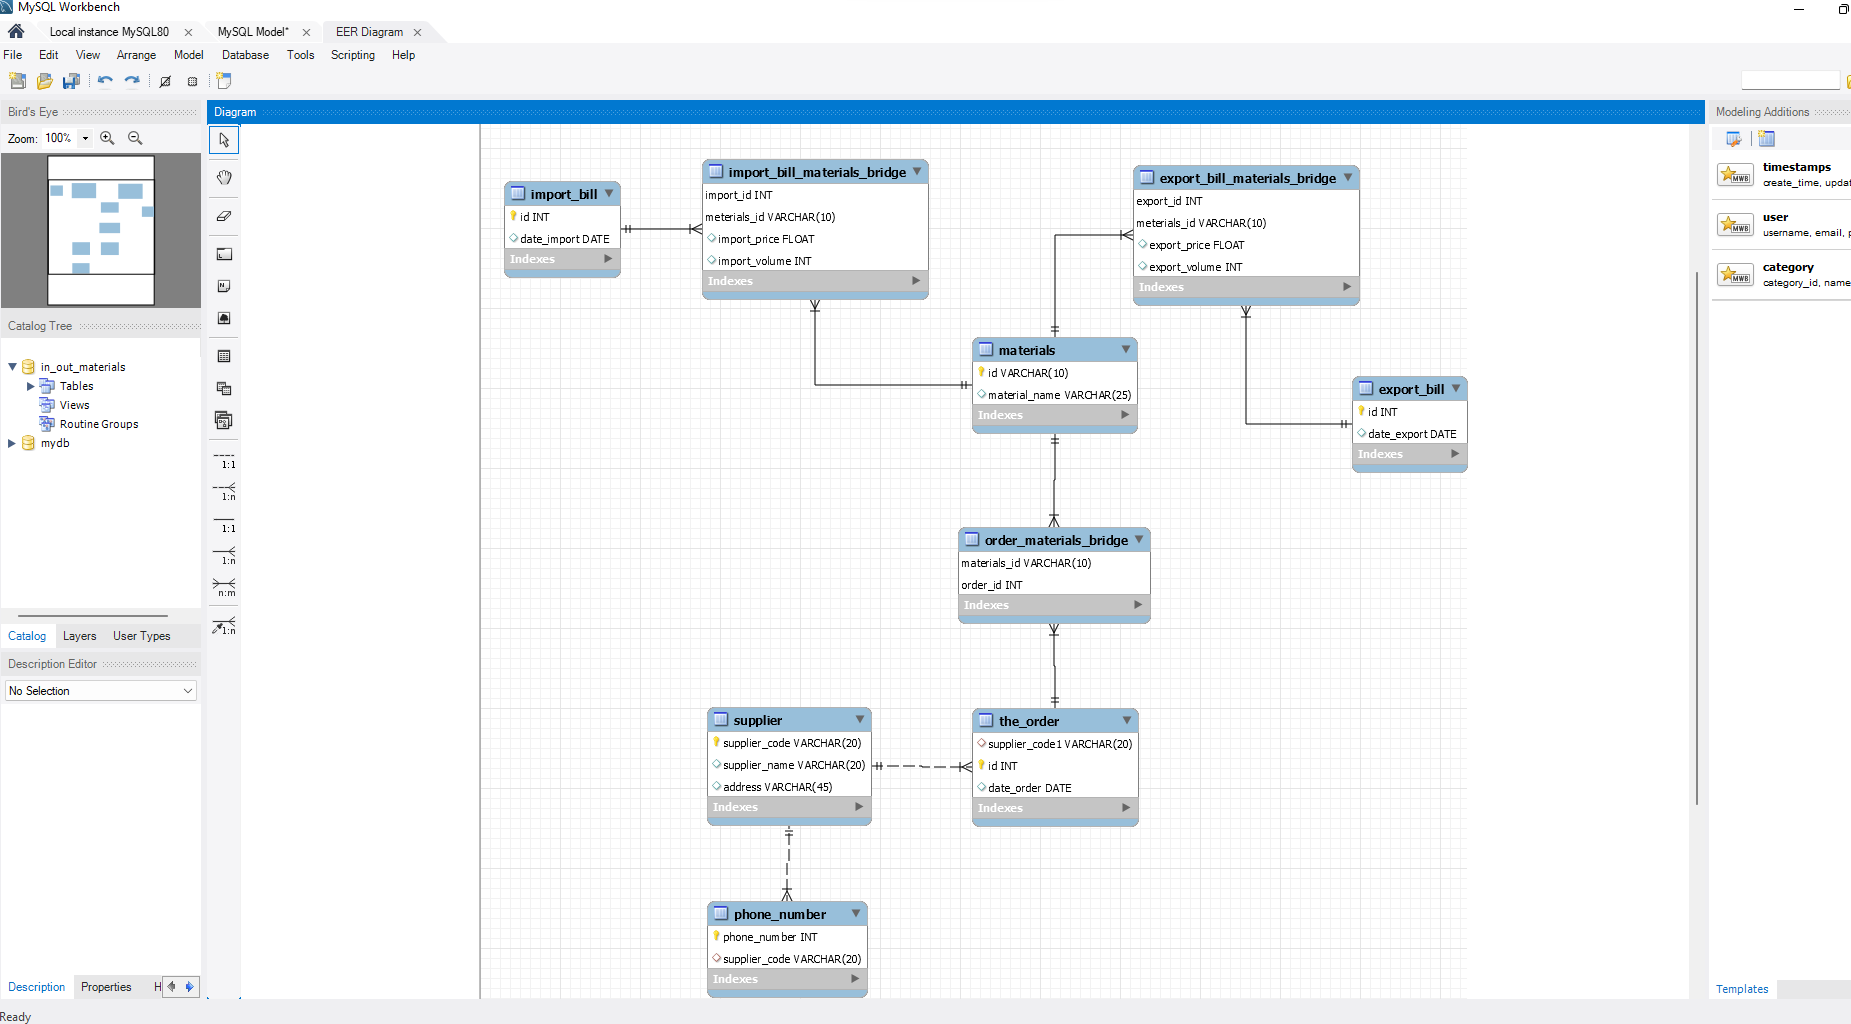 MySQL Workbench
Local instance MySQL80
MySQL Model*
EER Diagram
File Edit View Arrange Model Database Tools Scripting Help
Bird's Eye
Zoom: 100%
Catalog Tree
in_out_materials
Tables
Views
Routine Groups
mydb
Catalog Layers User Types
Description Editor
No Selection
Description Properties H
Ready
Diagram
1:1
1:n
1:1
1:n
n:m
1:n
import_bill
id INT
date_import DATE
Indexes
import_bill_materials_bridge
import_id INT
meterials_id VARCHAR(10)
import_price FLOAT
import_volume INT
Indexes
export_bill_materials_bridge
export_id INT
meterials_id VARCHAR(10)
export_price FLOAT
export_volume INT
Indexes
materials
id VARCHAR(10)
material_name VARCHAR(25)
Indexes
export_bill
id INT
date_export DATE
Indexes
order_materials_bridge
materials_id VARCHAR(10)
order_id INT
Indexes
supplier
supplier_code VARCHAR(20)
supplier_name VARCHAR(20)
address VARCHAR(45)
Indexes
the_order
supplier_code1 VARCHAR(20)
id INT
date_order DATE
Indexes
phone_number
phone_number INT
supplier_code VARCHAR(20)
Indexes
Modeling Additions
MWB
timestamps
create_time, updat
MWB
user
username, email, p
MWB
category
category_id, name
Templates